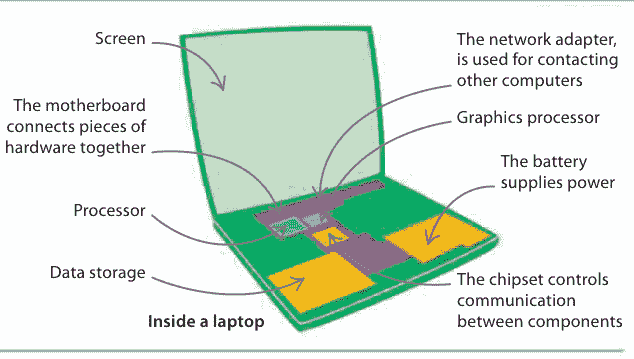 Screen
The network adapter,
is used for contacting
other computers
The motherboard
connects pieces of
hardware together
Graphics processor
The battery
supplies power
Processor
Data storage
The chipset controls
communication
between components
Inside a laptop